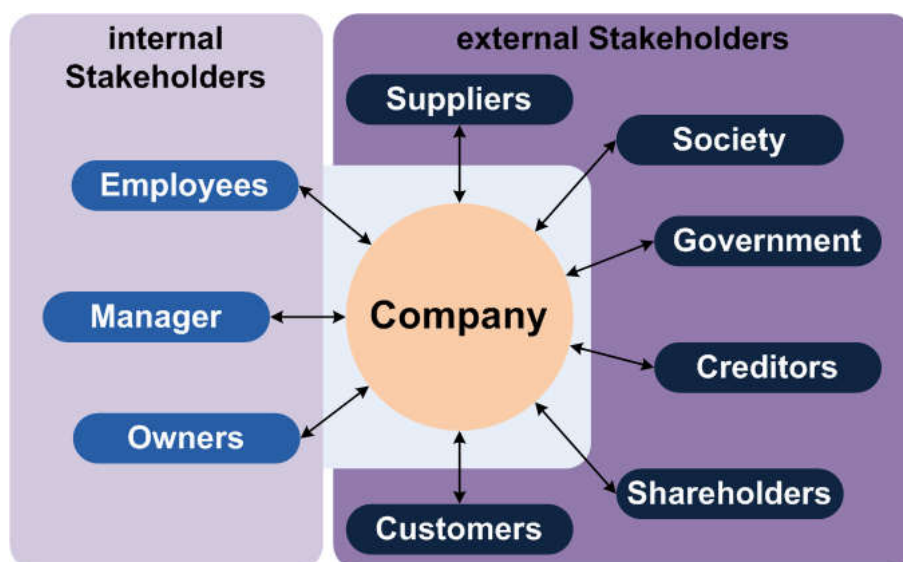 internal
Stakeholders
Employees
Manager
Owners
external Stakeholders
Suppliers
Society
Government
Company
Creditors
Shareholders
Customers